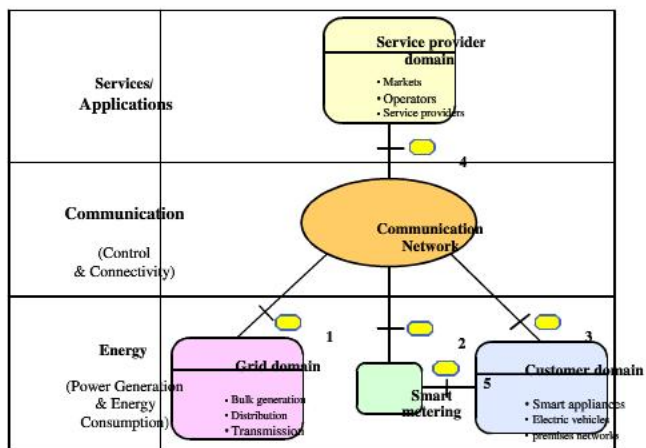 Service provider
domain
• Markets
• Operators
• Service providers
Services/
Applications
4
Communication
(Control
& Connectivity)
Communication
Network
1
2
3
Energy
(Power Generation
& Energy
Consumption)
Grid domain
• Bulk generation
• Distribution
• Transmission
Smart
metering
5
Customer domain
• Smart appliances
• Electric vehicles
• premises networks